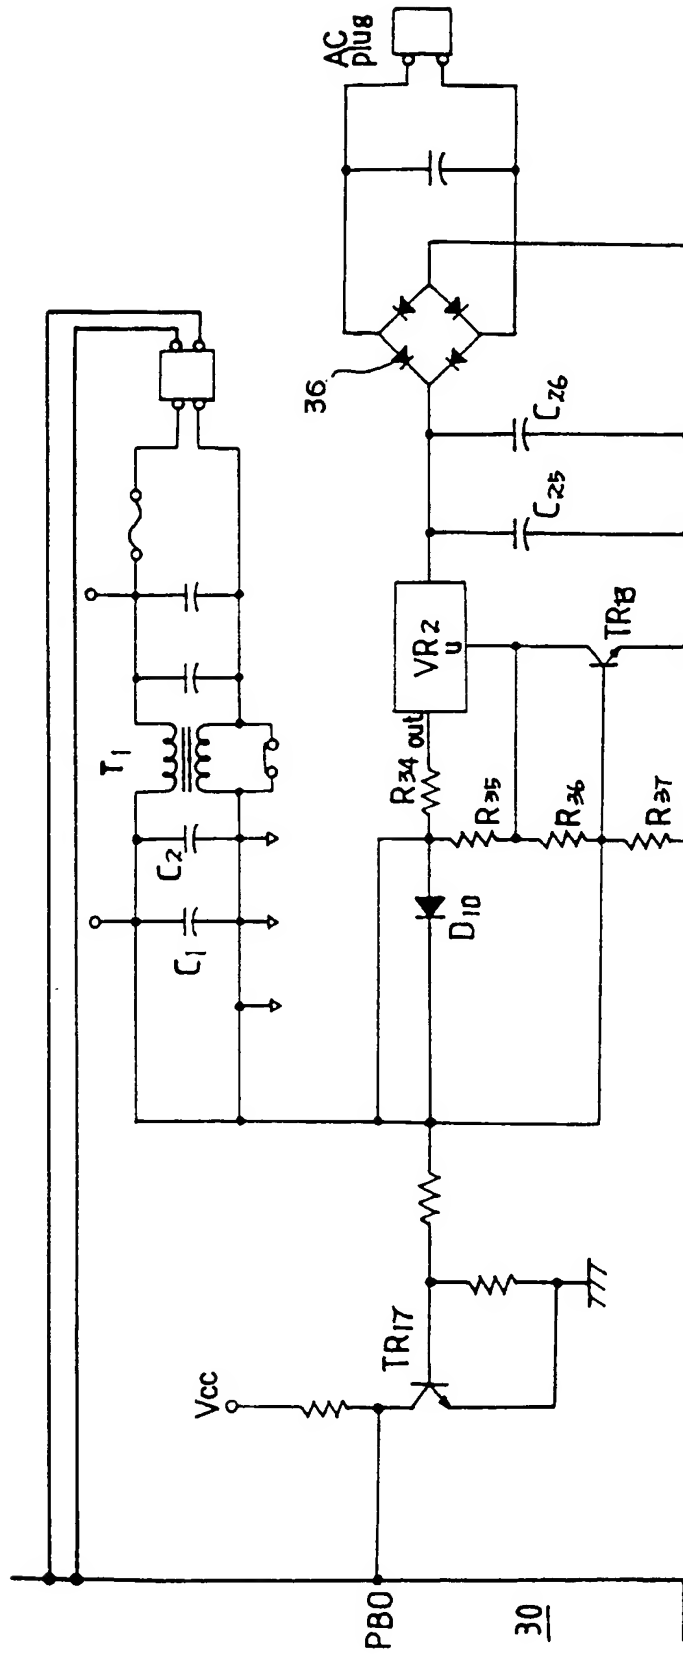 AC
plug
36
C26
C25
T1
VR2
U
out
TR18
R34
R35
R36
R37
C2
C1
D10
TR17
Vcc
PB0
30